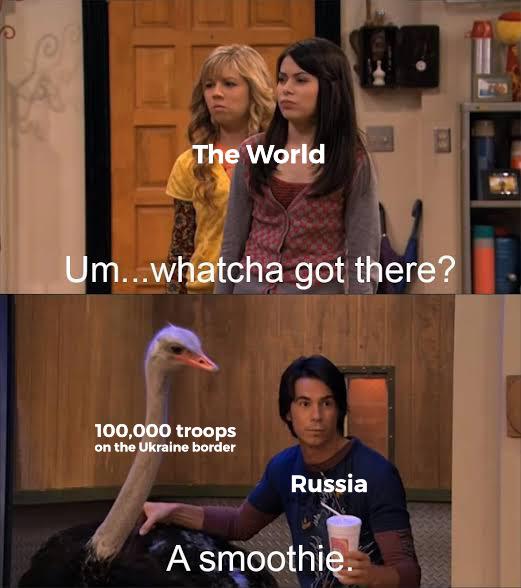 The World
Um...whatcha got there?
100,000 troops
on the Ukraine border
Russia
A smoothie.